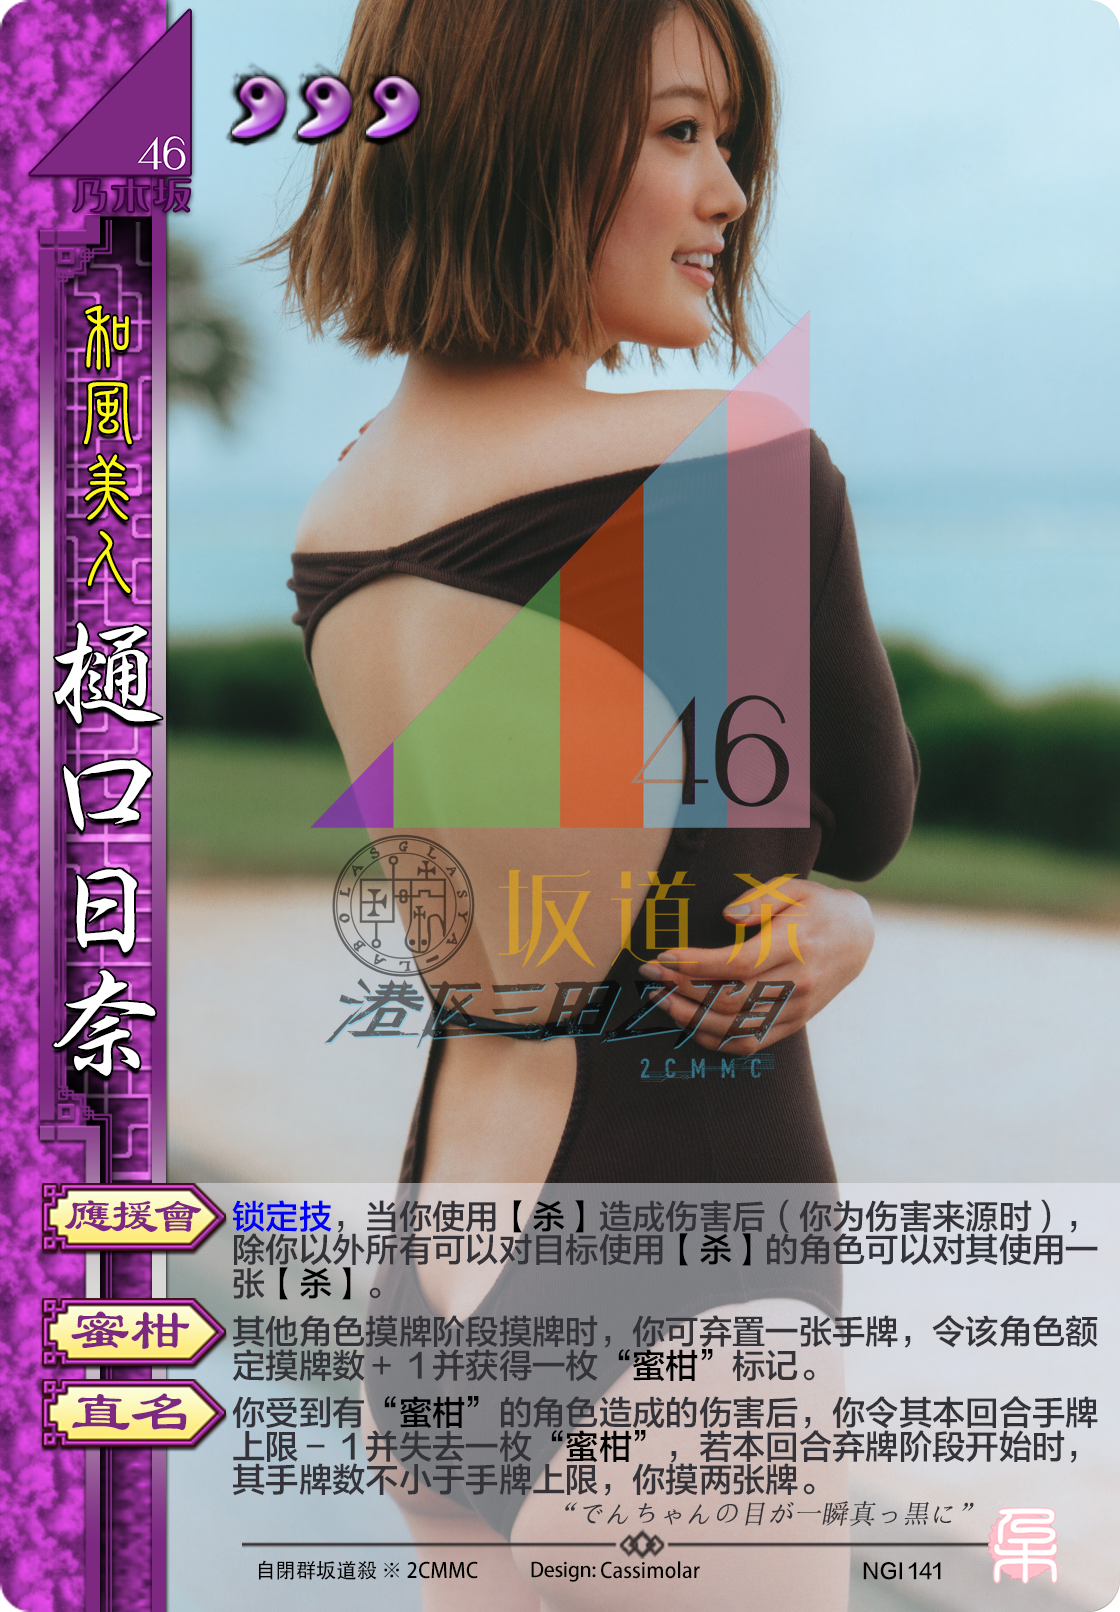 46
乃木坂
和風美人
樋口日奈
46
GLASYA-LABOLAS
坂道杀
港区三田乙丁目
2CMMC
應援會
锁定技，当你使用【杀】造成伤害后（你为伤害来源时），
除你以外所有可以对目标使用【杀】的角色可以对其使用一
张【杀】。
蜜柑
其他角色摸牌阶段摸牌时，你可弃置一张手牌，令该角色额
定摸牌数＋１并获得一枚“蜜柑”标记。
真名
你受到有“蜜柑”的角色造成的伤害后，你令其本回合手牌
上限－１并失去一枚“蜜柑”，若本回合弃牌阶段开始时，
其手牌数不小于手牌上限，你摸两张牌。
“でんちゃんの目が一瞬真っ黒に”
自閉群坂道殺 ※ 2CMMC Design: Cassimolar NGI 141